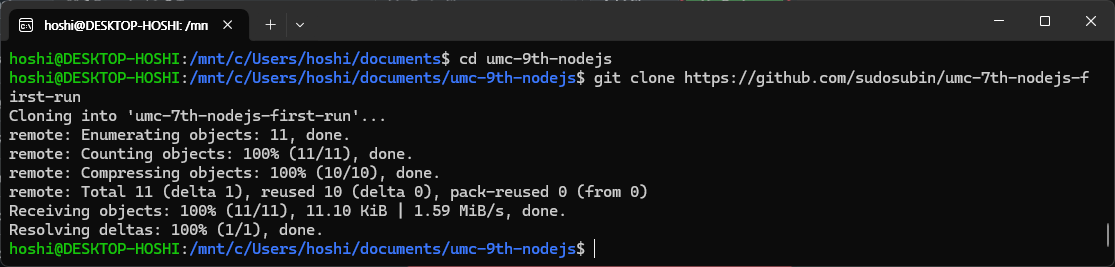 hoshi@DESKTOP-HOSHI: /mn
hoshi@DESKTOP-HOSHI:/mnt/c/Users/hoshi/documents$ cd umc-9th-nodejs
hoshi@DESKTOP-HOSHI:/mnt/c/Users/hoshi/documents/umc-9th-nodejs$ git clone https://github.com/sudosubin/umc-7th-nodejs-f
irst-run
Cloning into 'umc-7th-nodejs-first-run'...
remote: Enumerating objects: 11, done.
remote: Counting objects: 100% (11/11), done.
remote: Compressing objects: 100% (10/10), done.
remote: Total 11 (delta 1), reused 10 (delta 0), pack-reused 0 (from 0)
Receiving objects: 100% (11/11), 11.10 KiB | 1.59 MiB/s, done.
Resolving deltas: 100% (1/1), done.
hoshi@DESKTOP-HOSHI:/mnt/c/Users/hoshi/documents/umc-9th-nodejs$